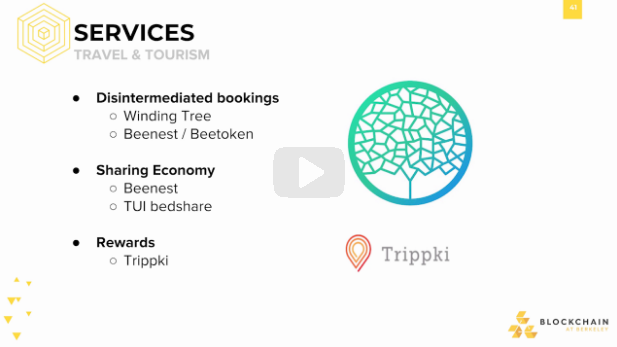 SERVICES
TRAVEL & TOURISM
● Disintermediated bookings
○ Winding Tree
○ Beenest / Beetoken
● Sharing Economy
○ Beenest
○ TUI bedshare
● Rewards
○ Trippki
Trippki
BLOCKCHAIN
AT BERKELEY